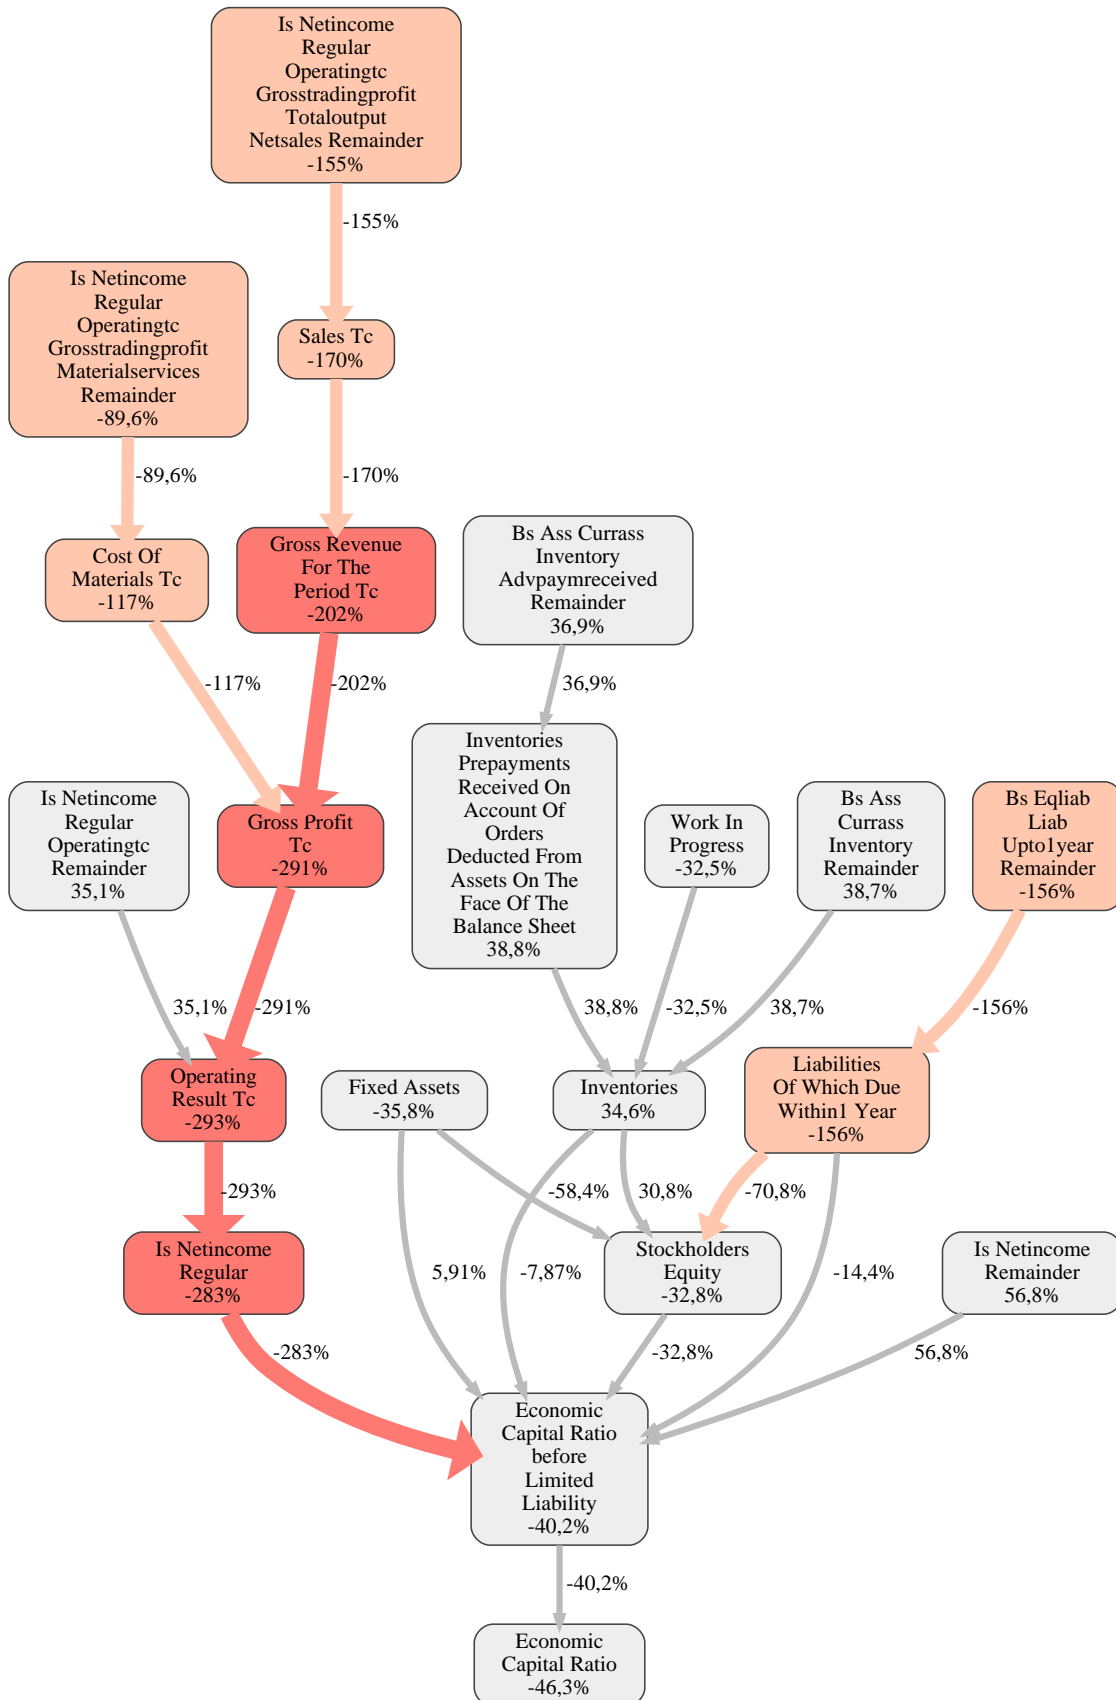 Is Netincome
Regular
Operatingtc
Grosstradingprofit
Totaloutput
Netsales Remainder
-155%
-155%
Is Netincome
Regular
Operatingtc
Grosstradingprofit
Materialservices
Remainder
-89,6%
Sales Tc
-170%
-89,6%
-170%
Cost Of
Materials Tc
-117%
Gross Revenue
For The
Period Tc
-202%
Bs Ass Currass
Inventory
Advpaymreceived
Remainder
36,9%
-117%
-202%
36,9%
Is Netincome
Regular
Operatingtc
Remainder
35,1%
Gross Profit
Tc
-291%
Inventories
Prepayments
Received On
Account Of
Orders
Deducted From
Assets On The
Face Of The
Balance Sheet
38,8%
Work In
Progress
-32,5%
Bs Ass
Currass
Inventory
Remainder
38,7%
Bs Eqliab
Liab
Upto1year
Remainder
-156%
35,1%
-291%
38,8%
-32,5%
38,7%
-156%
Operating
Result Tc
-293%
Fixed Assets
-35,8%
Inventories
34,6%
Liabilities
Of Which Due
Within1 Year
-156%
-293%
-58,4%
30,8%
-70,8%
Is Netincome
Regular
-283%
5,91%
-7,87%
Stockholders
Equity
-32,8%
-14,4%
Is Netincome
Remainder
56,8%
-283%
-32,8%
56,8%
Economic
Capital Ratio
before
Limited
Liability
-40,2%
-40,2%
Economic
Capital Ratio
-46,3%